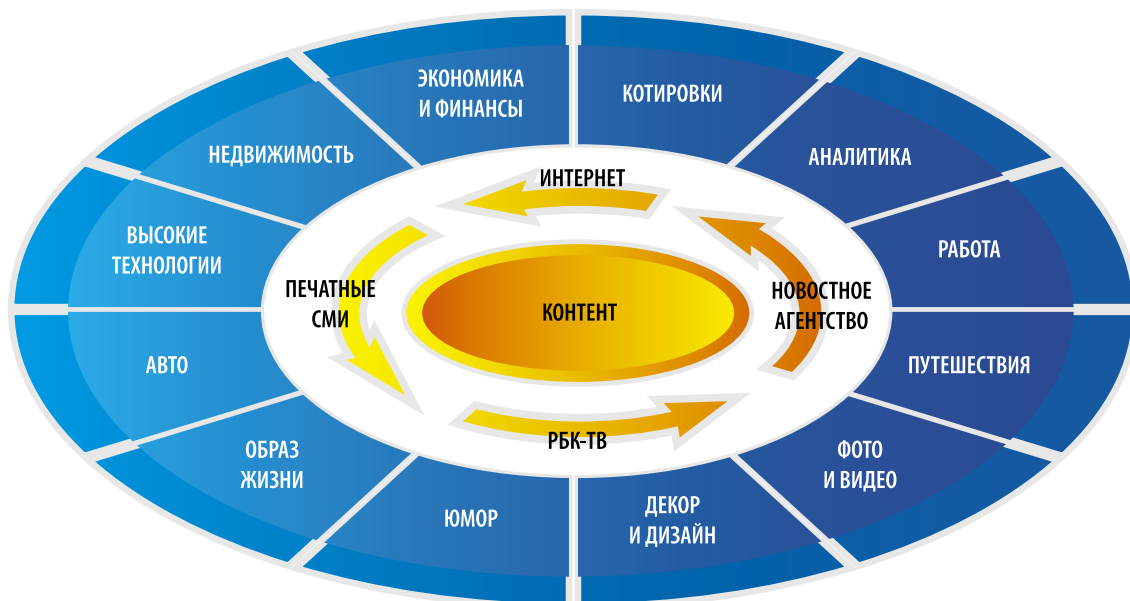 ЭКОНОМИКА
И ФИНАНСЫ
КОТИРОВКИ
НЕДВИЖИМОСТЬ
АНАЛИТИКА
ВЫСОКИЕ
ТЕХНОЛОГИИ
РАБОТА
ИНТЕРНЕТ
ПЕЧАТНЫЕ
СМИ
КОНТЕНТ
НОВОСТНОЕ
АГЕНТСТВО
РБК-ТВ
АВТО
ПУТЕШЕСТВИЯ
ОБРАЗ
ЖИЗНИ
ФОТО
И ВИДЕО
ЮМОР
ДЕКОР
И ДИЗАЙН